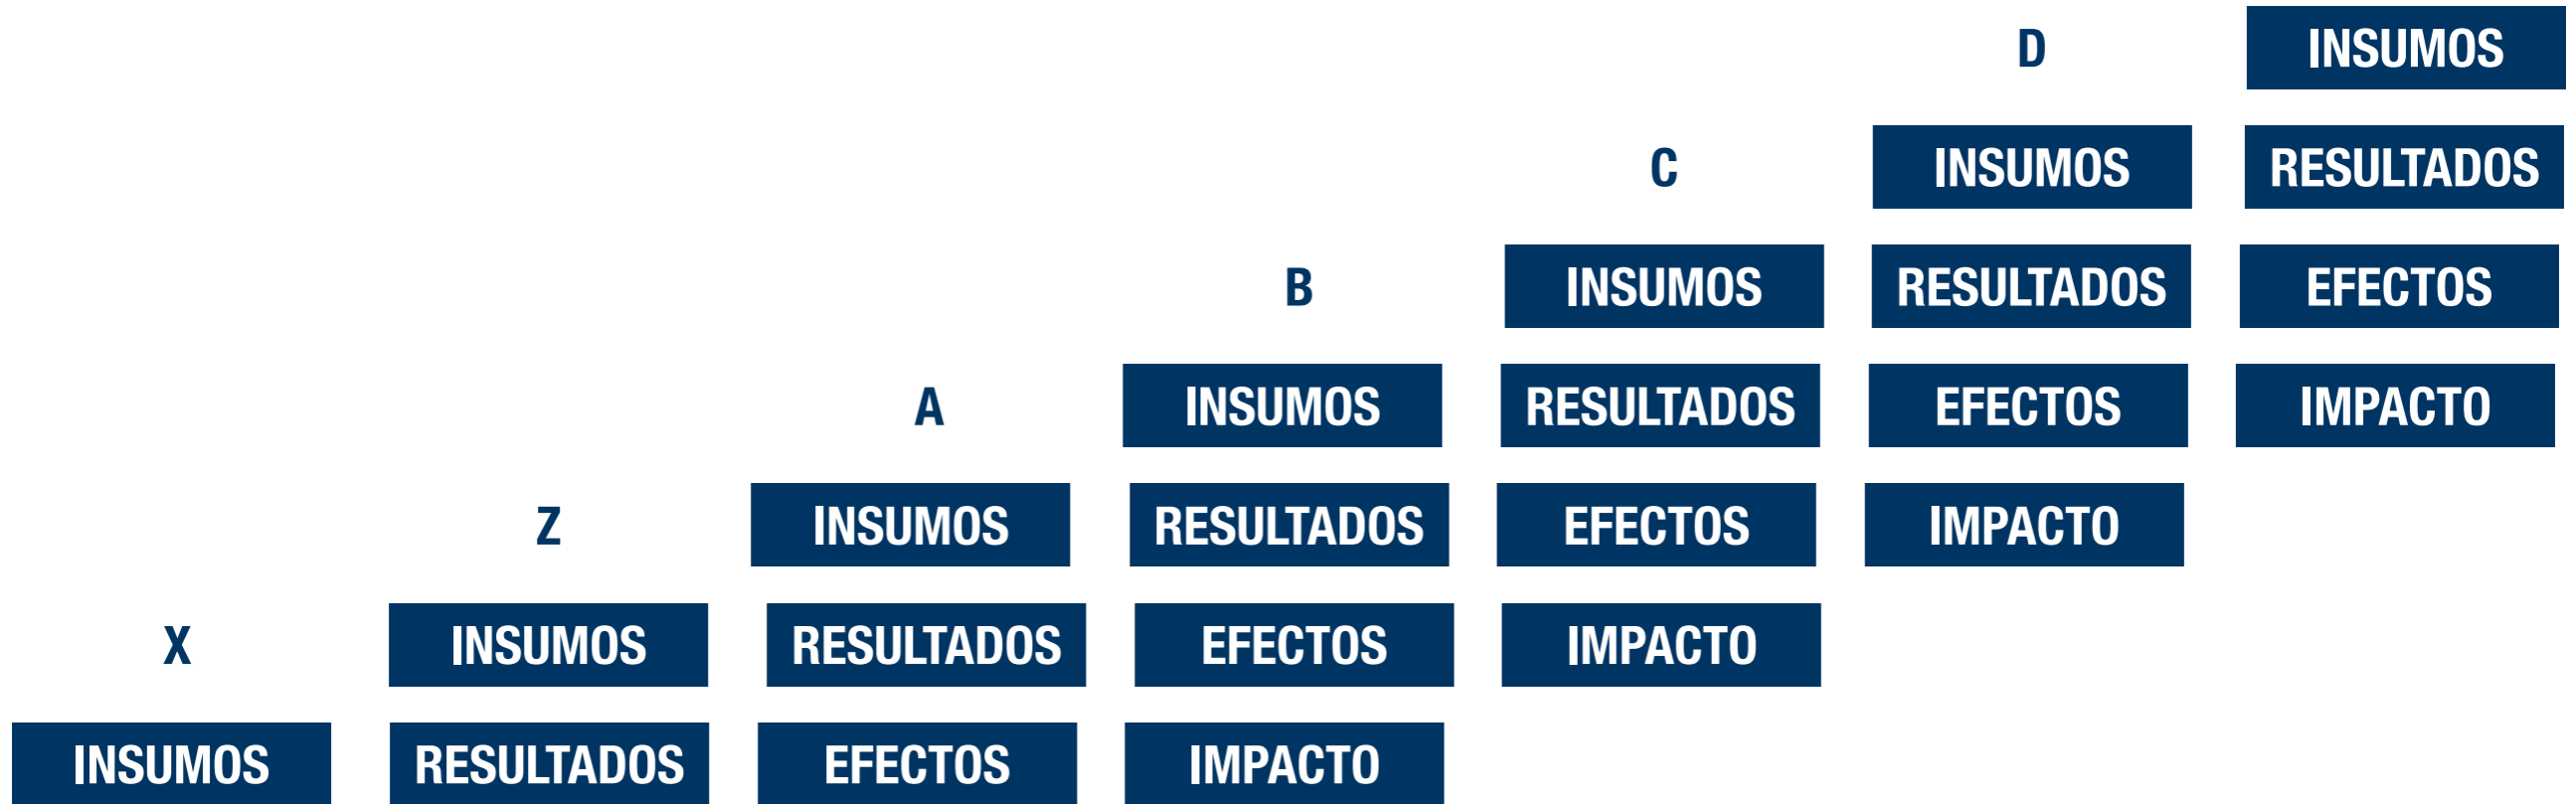 D INSUMOS
C INSUMOS RESULTADOS
B INSUMOS RESULTADOS EFECTOS
A INSUMOS RESULTADOS EFECTOS IMPACTO
Z INSUMOS RESULTADOS EFECTOS IMPACTO
X INSUMOS RESULTADOS EFECTOS IMPACTO
INSUMOS RESULTADOS EFECTOS IMPACTO